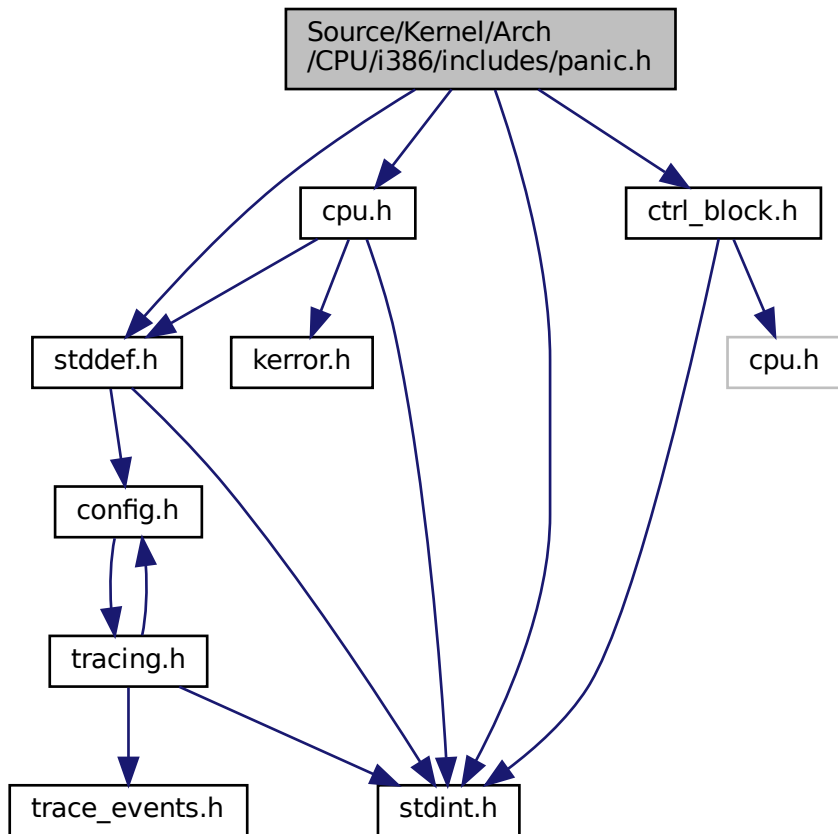 Source/Kernel/Arch
/CPU/i386/includes/panic.h
cpu.h
ctrl_block.h
stddef.h
kerror.h
cpu.h
config.h
tracing.h
trace_events.h
stdint.h